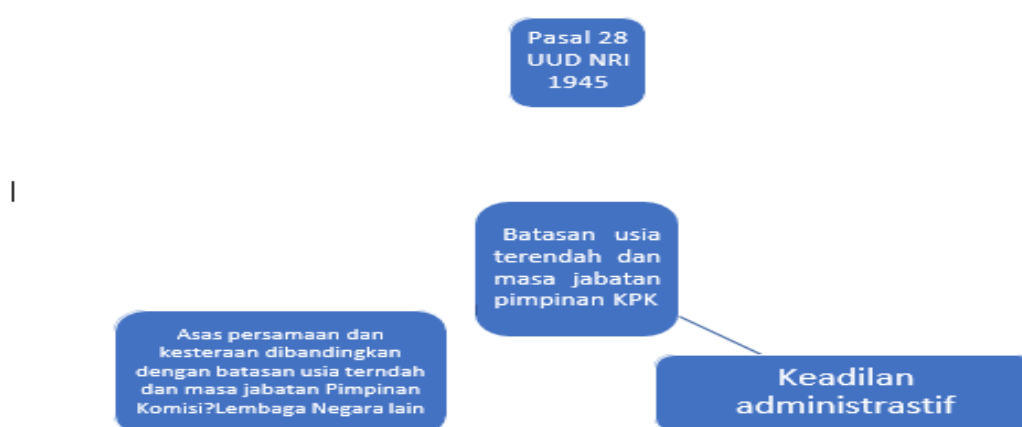 Pasal 28
UUD NRI
1945
Batasan usia
terendah dan
masa jabatan
pimpinan KPK
Asas persamaan dan
kesteraan dibandingkan
dengan batasan usia terndah
dan masa jabatan Pimpinan
Komisi?Lembaga Negara lain
Keadilan
administrastif